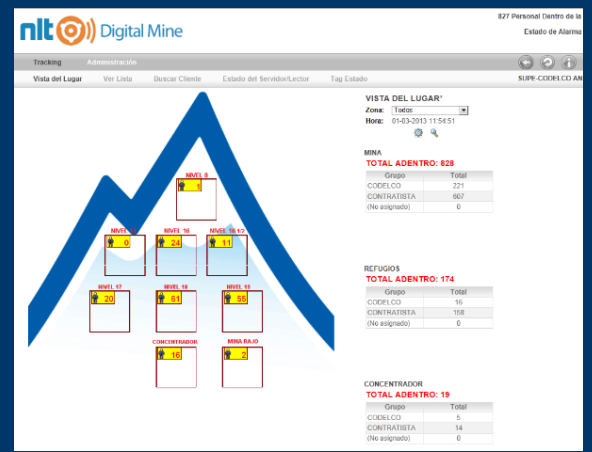 827 Personal Dentro de la
nlt Digital Mine
Estado de Alarma
Tracking Administración
Vista del Lugar Ver Lista Buscar Cliente Estado del Servidor/Lector Tag Estado SUPE-CODELCO AN
VISTA DEL LUGAR'
Zona: Todos
Hora: 01-03-2013 11:54:51
MINA
TOTAL ADENTRO: 828
Grupo Total
CODELCO 221
CONTRATISTA 607
(No asignado) 0
NIVEL 8
1
NIVEL 16 NIVEL 16 1/2
0 24 11
REFUGIOS
TOTAL ADENTRO: 174
Grupo Total
CODELCO 16
CONTRATISTA 158
(No asignado) 0
NIVEL 17 NIVEL 18
20 61 55
CONCENTRADOR MINA RAJO
16 2
CONCENTRADOR
TOTAL ADENTRO: 19
Grupo Total
CODELCO 5
CONTRATISTA 14
(No asignado) 0